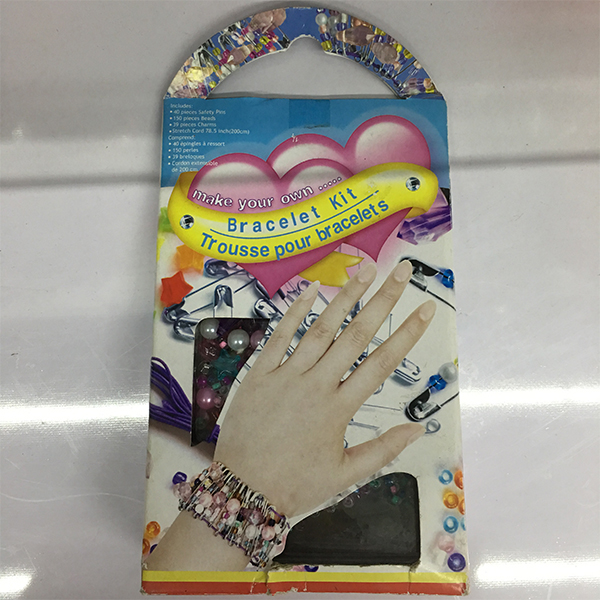 Includes:
• 40 pieces Safety Pins
• 150 pieces Beads
• 39 pieces Charms
• Stretch Cord 78.5 inch(200cm)
Comprend:
• 40 épingles à ressort
• 150 perles
• 39 breloques
• Cordon extensible
de 200 cm
make your own .....
Bracelet Kit
Trousse pour bracelets